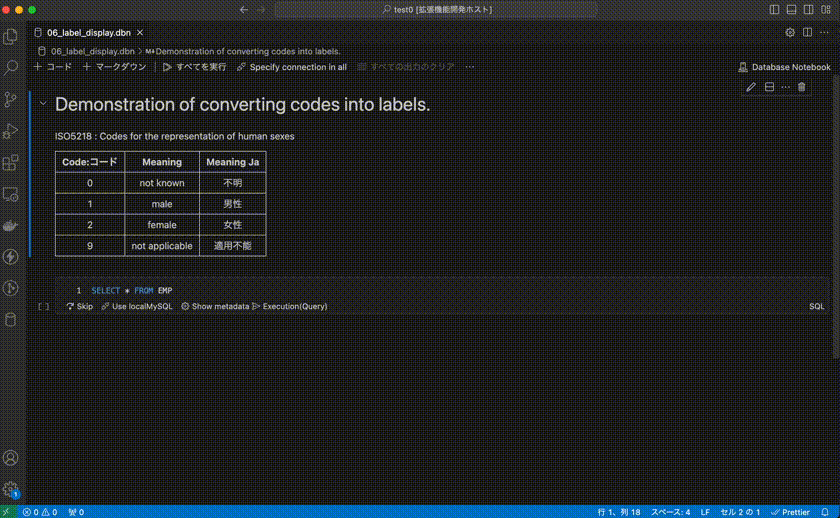 test0 [拡張機能開発ホスト]
06_label_display.dbn
06_label_display.dbn > M↓ Demonstration of converting codes into labels.
+ コード + マークダウン すべてを実行 Specify connection in all すべての出力のクリア ... Database Notebook
Demonstration of converting codes into labels.
ISO5218 : Codes for the representation of human sexes
Code:コード Meaning Meaning Ja
0 not known 不明
1 male 男性
2 female 女性
9 not applicable 適用不能
1 SELECT * FROM EMP
[ ] Skip Use localMySQL Show metadata Execution(Query) SQL
1
0 0 0 行 1、列 18 スペース: 4 LF セル 2 の 1 Prettier